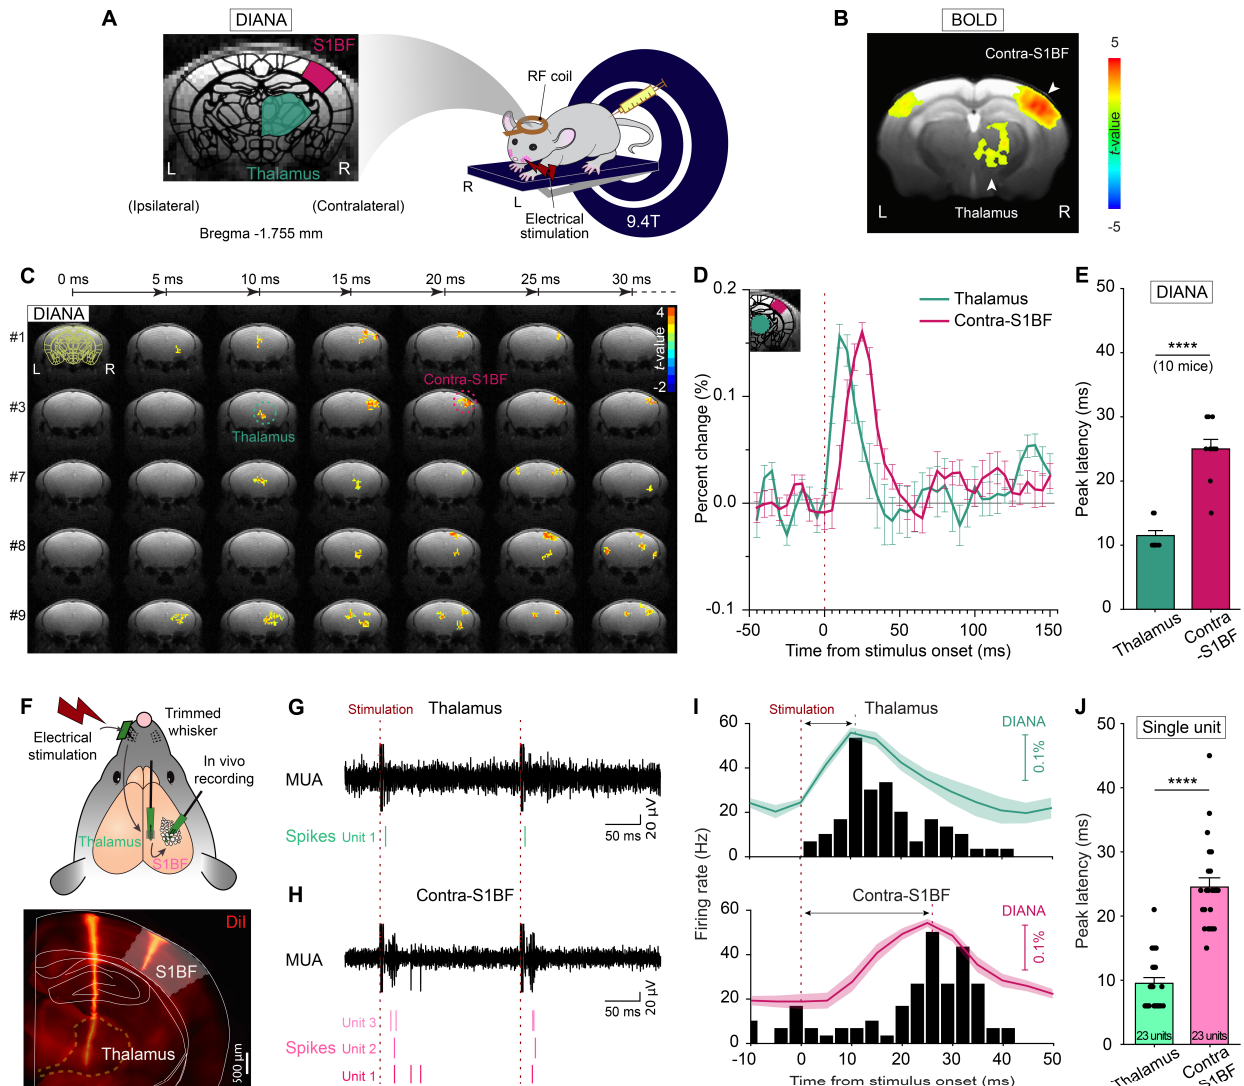 A
DIANA
S1BF
L
R
Thalamus
(Ipsilateral)
(Contralateral)
Bregma -1.755 mm
RF coil
R
L
Electrical
stimulation
9.4T
B
BOLD
Contra-S1BF
Thalamus
L
R
5
t-value
-5
C
0 ms
5 ms
10 ms
15 ms
20 ms
25 ms
30 ms
DIANA
L
R
#1
#3
#7
#8
#9
Thalamus
Contra-S1BF
4
t-value
-2
D
0.2
0.1
0.0
-0.1
Percent change (%)
Thalamus
Contra-S1BF
-50
0
50
100
150
Time from stimulus onset (ms)
E
DIANA
****
(10 mice)
50
40
30
20
10
0
Peak latency (ms)
Thalamus
Contra
-S1BF
F
Electrical
stimulation
Trimmed
whisker
In vivo
recording
Thalamus
S1BF
DiI
S1BF
Thalamus
500 µm
G
Stimulation
Thalamus
MUA
50 ms
20 µV
Spikes
Unit 1
H
Contra-S1BF
MUA
50 ms
20 µV
Unit 3
Spikes
Unit 2
Unit 1
I
Stimulation
Thalamus
DIANA
0.1%
60
40
20
0
Firing rate (Hz)
Contra-S1BF
DIANA
0.1%
60
40
20
0
-10
0
10
20
30
40
50
Time from stimulus onset (ms)
J
Single unit
****
50
40
30
20
10
0
Peak latency (ms)
23 units
23 units
Thalamus
Contra
-S1BF